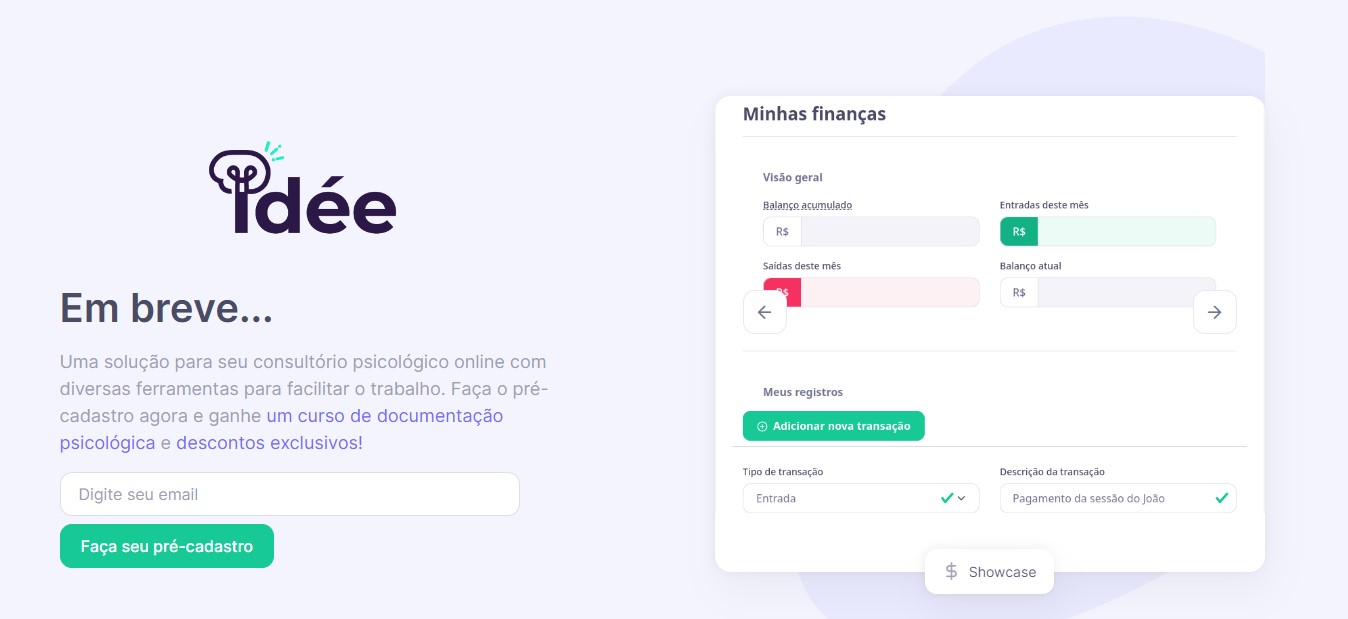 idée
Em breve...
Uma solução para seu consultório psicológico online com
diversas ferramentas para facilitar o trabalho. Faça o pré-
cadastro agora e ganhe um curso de documentação
psicológica e descontos exclusivos!
Digite seu email
Faça seu pré-cadastro
Minhas finanças
Visão geral
Balanço acumulado
R$
Entradas deste mês
R$
Saídas deste mês
R$
Balanço atual
R$
Meus registros
Adicionar nova transação
Tipo de transação
Entrada
Descrição da transação
Pagamento da sessão do João
Showcase